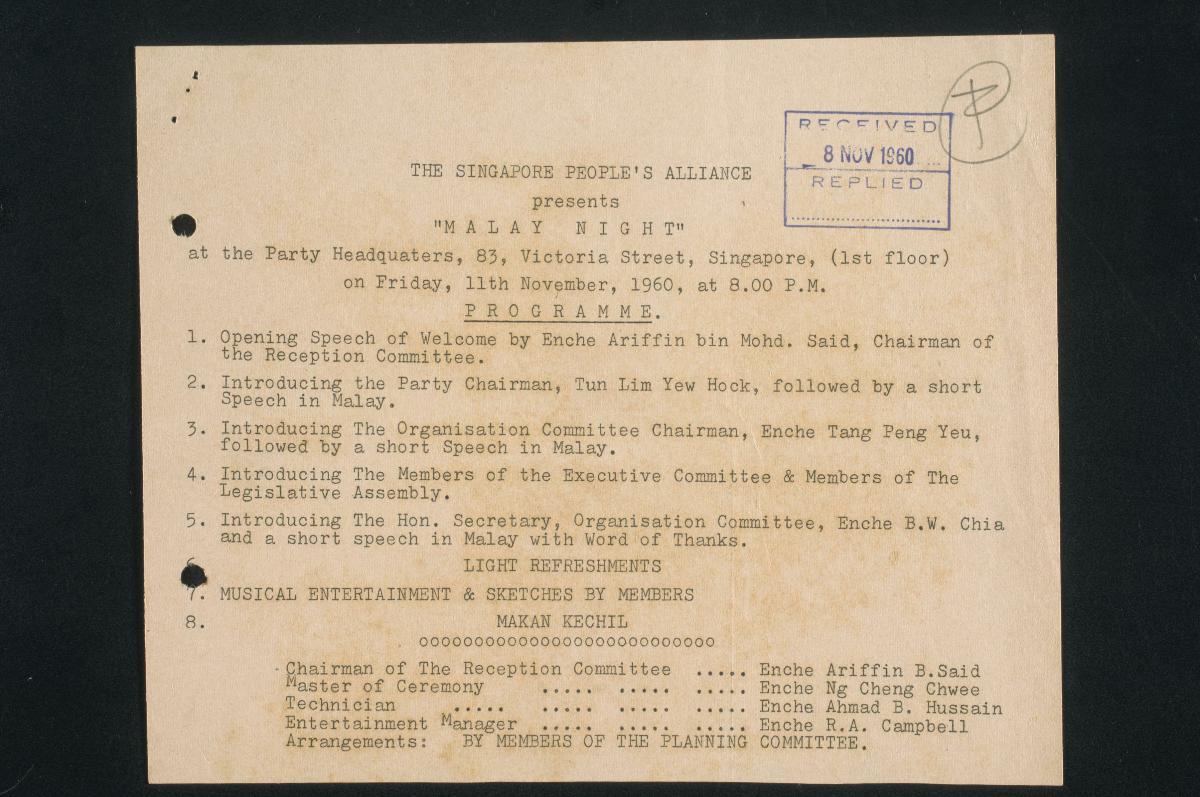 RECEIVED
8 NOV 1960
REPLIED
THE SINGAPORE PEOPLE'S ALLIANCE
presents
"M A L A Y   N I G H T"
at the Party Headquaters, 83, Victoria Street, Singapore, (1st floor)
on Friday, 11th November, 1960, at 8.00 P.M.
P R O G R A M M E.
1. Opening Speech of Welcome by Enche Ariffin bin Mohd. Said, Chairman of
the Reception Committee.
2. Introducing the Party Chairman, Tun Lim Yew Hock, followed by a short
Speech in Malay.
3. Introducing The Organisation Committee Chairman, Enche Tang Peng Yeu,
followed by a short Speech in Malay.
4. Introducing The Members of the Executive Committee & Members of The
Legislative Assembly.
5. Introducing The Hon. Secretary, Organisation Committee, Enche B.W. Chia
and a short speech in Malay with Word of Thanks.
6 LIGHT REFRESHMENTS
7. MUSICAL ENTERTAINMENT & SKETCHES BY MEMBERS
8. MAKAN KECHIL
ooooooooooooooooooooooooooo
Chairman of The Reception Committee ..... Enche Ariffin B.Said
Master of Ceremony ..... ..... ..... Enche Ng Cheng Chwee
Technician ..... ..... ..... ..... Enche Ahmad B. Hussain
Entertainment Manager ..... ..... ..... Enche R.A. Campbell
Arrangements: BY MEMBERS OF THE PLANNING COMMITTEE.